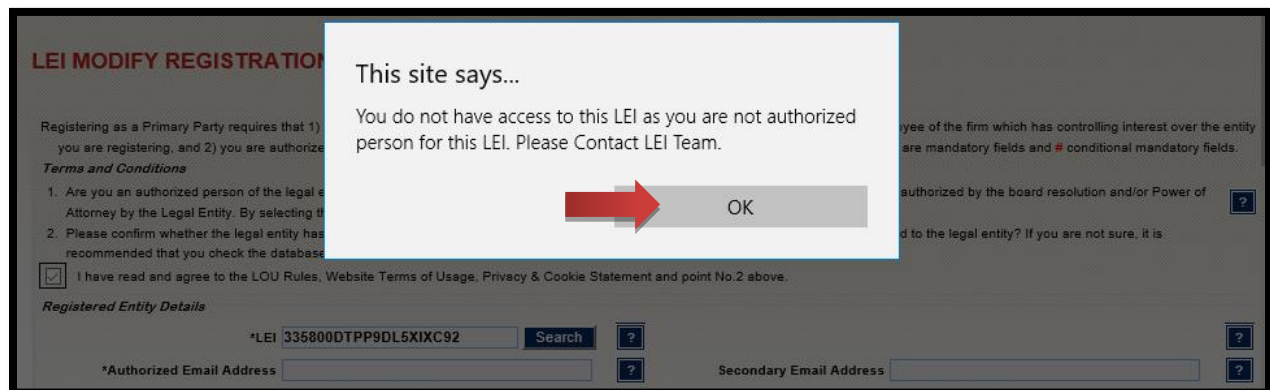 LEI MODIFY REGISTRATION
This site says...
You do not have access to this LEI as you are not authorized
person for this LEI. Please Contact LEI Team.
OK
Registering as a Primary Party requires that 1) yee of the firm which has controlling interest over the entity
you are registering, and 2) you are authorize are mandatory fields and # conditional mandatory fields.
Terms and Conditions
1. Are you an authorized person of the legal e authorized by the board resolution and/or Power of
Attorney by the Legal Entity. By selecting th ?
2. Please confirm whether the legal entity has d to the legal entity? If you are not sure, it is
recommended that you check the database
I have read and agree to the LOU Rules, Website Terms of Usage, Privacy & Cookie Statement and point No.2 above.
Registered Entity Details
*LEI 335800DTPP9DL5XIXC92 Search ? ?
*Authorized Email Address ? Secondary Email Address ?